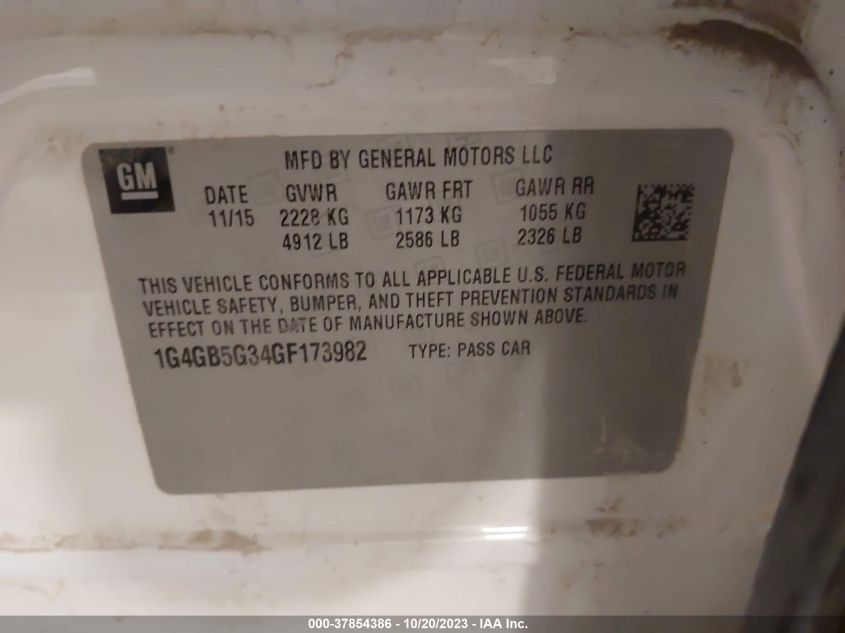 GM
MFD BY GENERAL MOTORS LLC
DATE GVWR GAWR FRT GAWR RR
11/15 2228 KG 1173 KG 1055 KG
4912 LB 2586 LB 2326 LB
THIS VEHICLE CONFORMS TO ALL APPLICABLE U.S. FEDERAL MOTOR
VEHICLE SAFETY, BUMPER, AND THEFT PREVENTION STANDARDS IN
EFFECT ON THE DATE OF MANUFACTURE SHOWN ABOVE.
1G4GB5G34GF173982 TYPE: PASS CAR
000-37854386 - 10/20/2023 - IAA Inc.